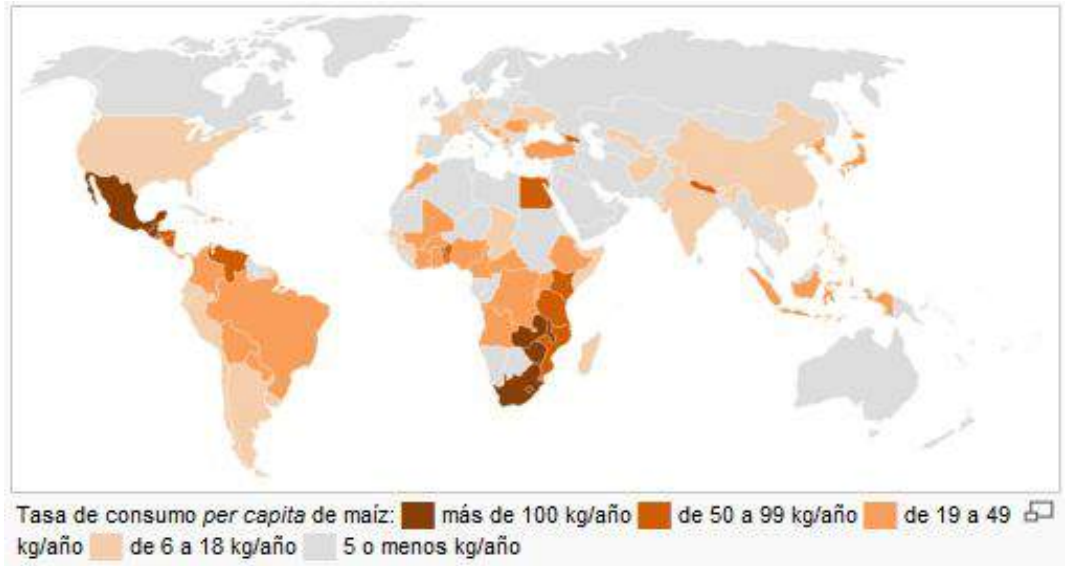 Tasa de consumo per capita de maíz: más de 100 kg/año de 50 a 99 kg/año de 19 a 49
kg/año de 6 a 18 kg/año 5 o menos kg/año